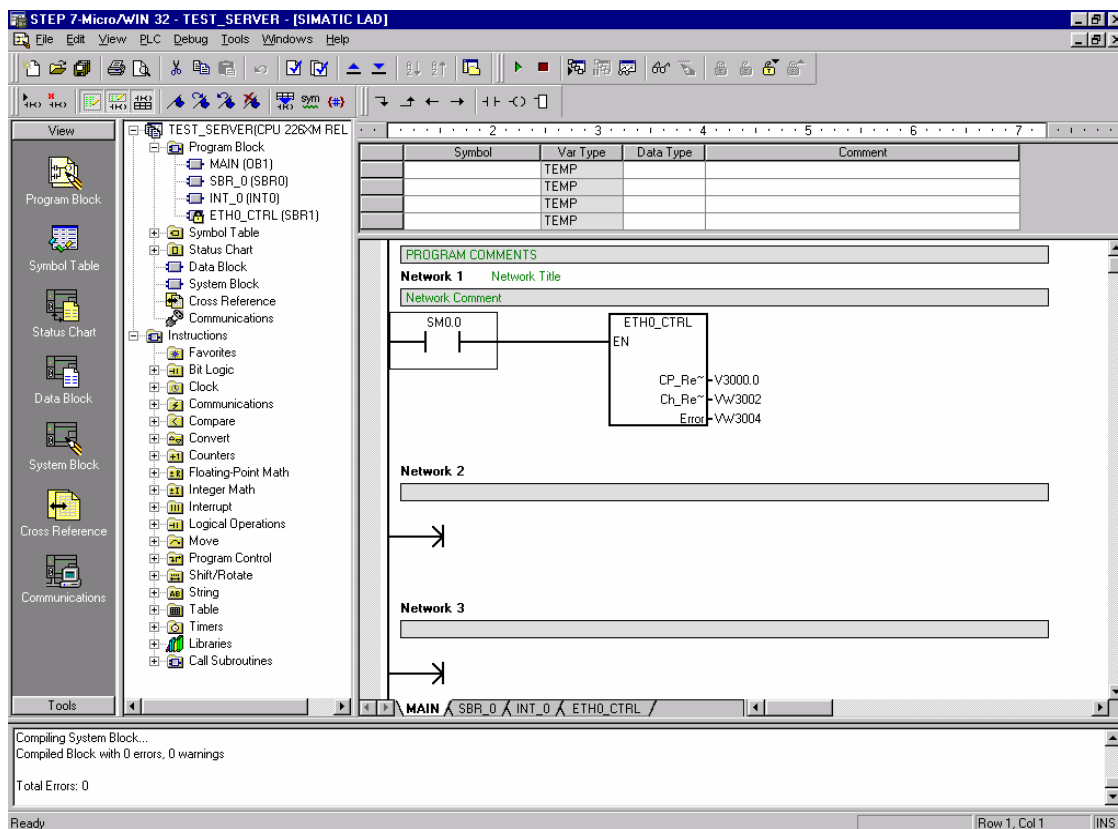 STEP 7-Micro/WIN 32 - TEST_SERVER - [SIMATIC LAD]
File Edit View PLC Debug Tools Windows Help
sym
View
Program Block
Symbol Table
Status Chart
Data Block
System Block
Cross Reference
Communications
Tools
TEST_SERVER(CPU 226XM REL
Program Block
MAIN (OB1)
SBR_0 (SBR0)
INT_0 (INT0)
ETH0_CTRL (SBR1)
Symbol Table
Status Chart
Data Block
System Block
Cross Reference
Communications
Instructions
Favorites
Bit Logic
Clock
Communications
Compare
Convert
Counters
Floating-Point Math
Integer Math
Interrupt
Logical Operations
Move
Program Control
Shift/Rotate
String
Table
Timers
Libraries
Call Subroutines
2 3 4 5 6 7
Symbol Var Type Data Type Comment
TEMP
TEMP
TEMP
TEMP
PROGRAM COMMENTS
Network 1 Network Title
Network Comment
SM0.0 ETH0_CTRL
EN
CP_Re~ V3000.0
Ch_Re~ VW3002
Error VW3004
Network 2
Network 3
MAIN SBR_0 INT_0 ETH0_CTRL
Compiling System Block...
Compiled Block with 0 errors, 0 warnings
Total Errors: 0
Ready Row 1, Col 1 INS